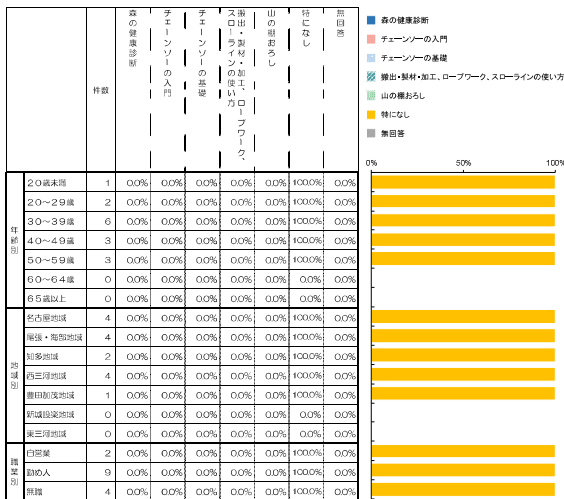 件数 森の健康診断 チェーンソーの入門 チェーンソーの基礎 搬出・製材・加工、ロープワーク、スローラインの使い方 山の棚おろし 特になし 無回答
森の健康診断
チェーンソーの入門
チェーンソーの基礎
搬出・製材・加工、ロープワーク、スローラインの使い方
山の棚おろし
特になし
無回答
0% 50% 100%
年齢別
20歳未満 1 0.0% 0.0% 0.0% 0.0% 0.0% 100.0% 0.0%
20~29歳 2 0.0% 0.0% 0.0% 0.0% 0.0% 100.0% 0.0%
30~39歳 6 0.0% 0.0% 0.0% 0.0% 0.0% 100.0% 0.0%
40~49歳 3 0.0% 0.0% 0.0% 0.0% 0.0% 100.0% 0.0%
50~59歳 3 0.0% 0.0% 0.0% 0.0% 0.0% 100.0% 0.0%
60~64歳 0 0.0% 0.0% 0.0% 0.0% 0.0% 0.0% 0.0%
65歳以上 0 0.0% 0.0% 0.0% 0.0% 0.0% 0.0% 0.0%
地域別
名古屋地域 4 0.0% 0.0% 0.0% 0.0% 0.0% 100.0% 0.0%
尾張・海部地域 4 0.0% 0.0% 0.0% 0.0% 0.0% 100.0% 0.0%
知多地域 2 0.0% 0.0% 0.0% 0.0% 0.0% 100.0% 0.0%
西三河地域 4 0.0% 0.0% 0.0% 0.0% 0.0% 100.0% 0.0%
豊田加茂地域 1 0.0% 0.0% 0.0% 0.0% 0.0% 100.0% 0.0%
新城設楽地域 0 0.0% 0.0% 0.0% 0.0% 0.0% 0.0% 0.0%
東三河地域 0 0.0% 0.0% 0.0% 0.0% 0.0% 0.0% 0.0%
職業別
自営業 2 0.0% 0.0% 0.0% 0.0% 0.0% 100.0% 0.0%
勤め人 9 0.0% 0.0% 0.0% 0.0% 0.0% 100.0% 0.0%
無職 4 0.0% 0.0% 0.0% 0.0% 0.0% 100.0% 0.0%